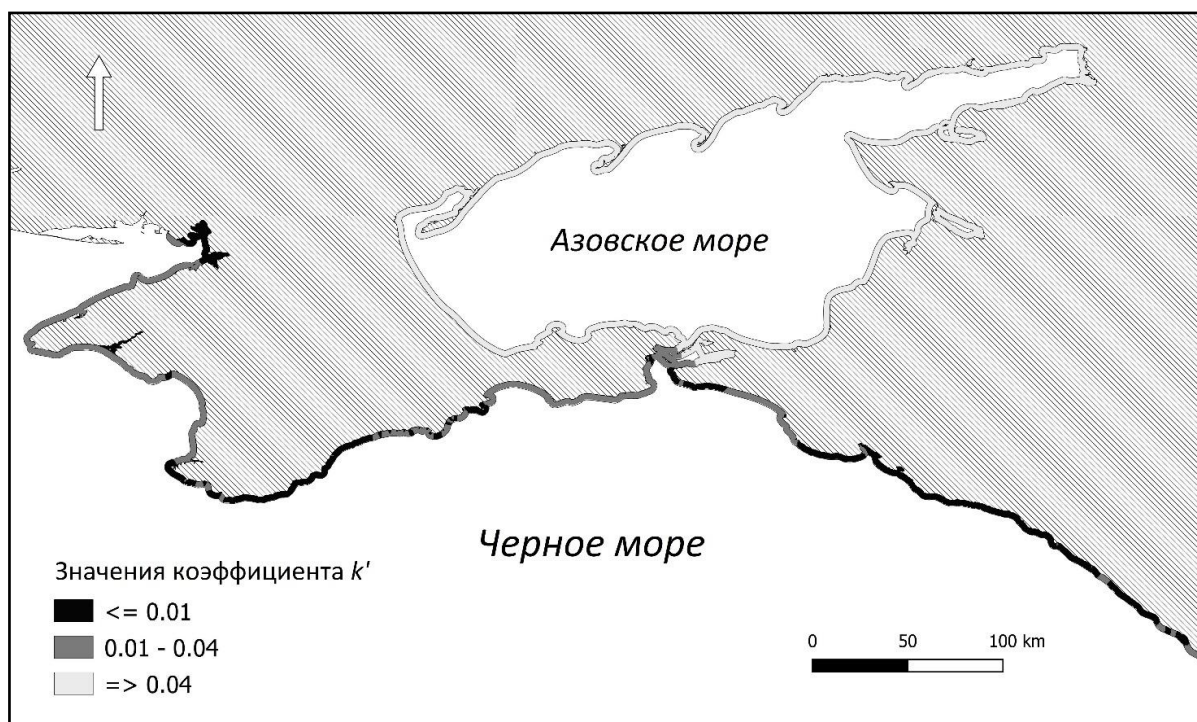 Азовское море
Черное море
Значения коэффициента k'
<= 0.01
0.01 - 0.04
=> 0.04
0 50 100 km